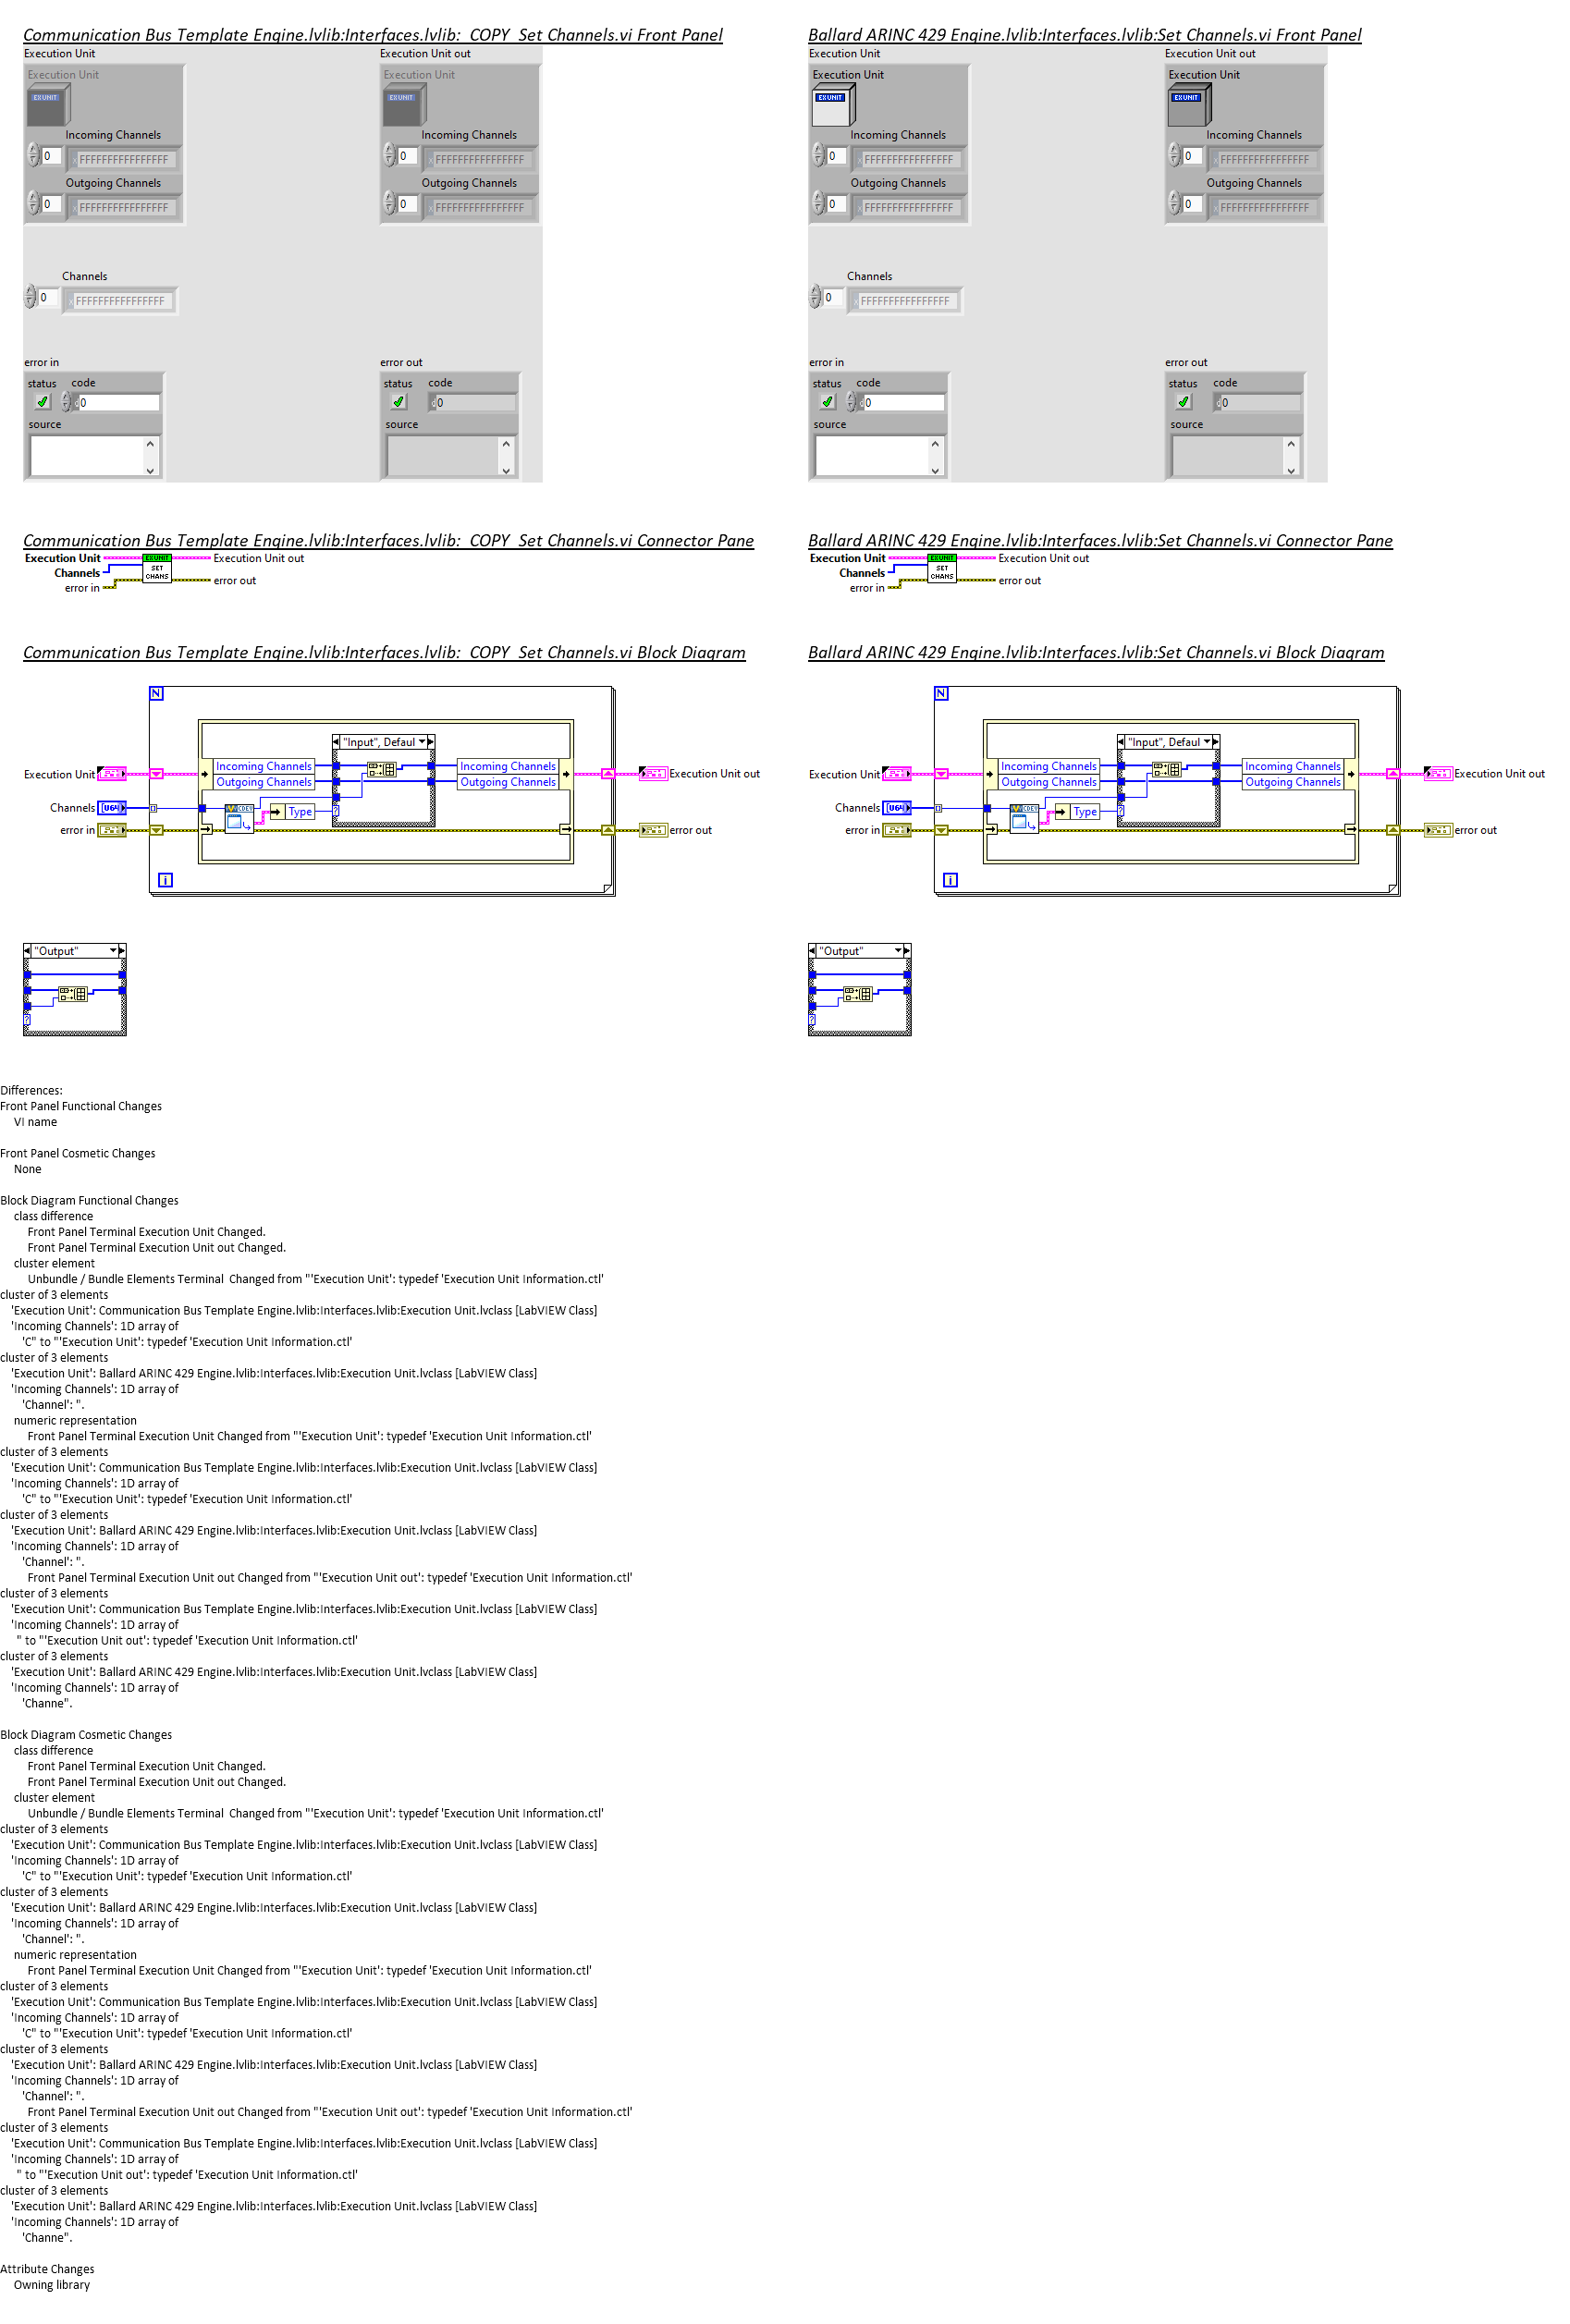 Communication Bus Template Engine.lvlib:Interfaces.lvlib:_COPY_Set Channels.vi Front Panel
Execution Unit
Execution Unit out
Execution Unit
EXUNIT
Execution Unit
EXUNIT
Incoming Channels
Incoming Channels
0
x FFFFFFFFFFFFFFFF
0
x FFFFFFFFFFFFFFFF
Outgoing Channels
Outgoing Channels
0
x FFFFFFFFFFFFFFFF
0
x FFFFFFFFFFFFFFFF
Channels
0
x FFFFFFFFFFFFFFFF
error in
error out
status code
status code
d 0
d 0
source
source
Ballard ARINC 429 Engine.lvlib:Interfaces.lvlib:Set Channels.vi Front Panel
Execution Unit
Execution Unit out
Execution Unit
EXUNIT
Execution Unit
EXUNIT
Incoming Channels
Incoming Channels
0
x FFFFFFFFFFFFFFFF
0
x FFFFFFFFFFFFFFFF
Outgoing Channels
Outgoing Channels
0
x FFFFFFFFFFFFFFFF
0
x FFFFFFFFFFFFFFFF
Channels
0
x FFFFFFFFFFFFFFFF
error in
error out
status code
status code
d 0
d 0
source
source
Communication Bus Template Engine.lvlib:Interfaces.lvlib:_COPY_Set Channels.vi Connector Pane
Execution Unit
Channels
error in
EXUNIT
SET
CHANS
Execution Unit out
error out
Ballard ARINC 429 Engine.lvlib:Interfaces.lvlib:Set Channels.vi Connector Pane
Execution Unit
Channels
error in
EXUNIT
SET
CHANS
Execution Unit out
error out
Communication Bus Template Engine.lvlib:Interfaces.lvlib:_COPY_Set Channels.vi Block Diagram
N
"Input", Defaul
Incoming Channels
Outgoing Channels
Incoming Channels
Outgoing Channels
Execution Unit
Execution Unit out
Channels
[U64]
Type
?
error in
error out
i
"Output"
?
Ballard ARINC 429 Engine.lvlib:Interfaces.lvlib:Set Channels.vi Block Diagram
N
"Input", Defaul
Incoming Channels
Outgoing Channels
Incoming Channels
Outgoing Channels
Execution Unit
Execution Unit out
Channels
[U64]
Type
?
error in
error out
i
"Output"
?
Differences:
Front Panel Functional Changes
VI name
Front Panel Cosmetic Changes
None
Block Diagram Functional Changes
class difference
Front Panel Terminal Execution Unit Changed.
Front Panel Terminal Execution Unit out Changed.
cluster element
Unbundle / Bundle Elements Terminal  Changed from "'Execution Unit': typedef 'Execution Unit Information.ctl'
cluster of 3 elements
'Execution Unit': Communication Bus Template Engine.lvlib:Interfaces.lvlib:Execution Unit.lvclass [LabVIEW Class]
'Incoming Channels': 1D array of
'C" to "'Execution Unit': typedef 'Execution Unit Information.ctl'
cluster of 3 elements
'Execution Unit': Ballard ARINC 429 Engine.lvlib:Interfaces.lvlib:Execution Unit.lvclass [LabVIEW Class]
'Incoming Channels': 1D array of
'Channel': ".
numeric representation
Front Panel Terminal Execution Unit Changed from "'Execution Unit': typedef 'Execution Unit Information.ctl'
cluster of 3 elements
'Execution Unit': Communication Bus Template Engine.lvlib:Interfaces.lvlib:Execution Unit.lvclass [LabVIEW Class]
'Incoming Channels': 1D array of
'C" to "'Execution Unit': typedef 'Execution Unit Information.ctl'
cluster of 3 elements
'Execution Unit': Ballard ARINC 429 Engine.lvlib:Interfaces.lvlib:Execution Unit.lvclass [LabVIEW Class]
'Incoming Channels': 1D array of
'Channel': ".
Front Panel Terminal Execution Unit out Changed from "'Execution Unit out': typedef 'Execution Unit Information.ctl'
cluster of 3 elements
'Execution Unit': Communication Bus Template Engine.lvlib:Interfaces.lvlib:Execution Unit.lvclass [LabVIEW Class]
'Incoming Channels': 1D array of
" to "'Execution Unit out': typedef 'Execution Unit Information.ctl'
cluster of 3 elements
'Execution Unit': Ballard ARINC 429 Engine.lvlib:Interfaces.lvlib:Execution Unit.lvclass [LabVIEW Class]
'Incoming Channels': 1D array of
'Channe".
Block Diagram Cosmetic Changes
class difference
Front Panel Terminal Execution Unit Changed.
Front Panel Terminal Execution Unit out Changed.
cluster element
Unbundle / Bundle Elements Terminal  Changed from "'Execution Unit': typedef 'Execution Unit Information.ctl'
cluster of 3 elements
'Execution Unit': Communication Bus Template Engine.lvlib:Interfaces.lvlib:Execution Unit.lvclass [LabVIEW Class]
'Incoming Channels': 1D array of
'C" to "'Execution Unit': typedef 'Execution Unit Information.ctl'
cluster of 3 elements
'Execution Unit': Ballard ARINC 429 Engine.lvlib:Interfaces.lvlib:Execution Unit.lvclass [LabVIEW Class]
'Incoming Channels': 1D array of
'Channel': ".
numeric representation
Front Panel Terminal Execution Unit Changed from "'Execution Unit': typedef 'Execution Unit Information.ctl'
cluster of 3 elements
'Execution Unit': Communication Bus Template Engine.lvlib:Interfaces.lvlib:Execution Unit.lvclass [LabVIEW Class]
'Incoming Channels': 1D array of
'C" to "'Execution Unit': typedef 'Execution Unit Information.ctl'
cluster of 3 elements
'Execution Unit': Ballard ARINC 429 Engine.lvlib:Interfaces.lvlib:Execution Unit.lvclass [LabVIEW Class]
'Incoming Channels': 1D array of
'Channel': ".
Front Panel Terminal Execution Unit out Changed from "'Execution Unit out': typedef 'Execution Unit Information.ctl'
cluster of 3 elements
'Execution Unit': Communication Bus Template Engine.lvlib:Interfaces.lvlib:Execution Unit.lvclass [LabVIEW Class]
'Incoming Channels': 1D array of
" to "'Execution Unit out': typedef 'Execution Unit Information.ctl'
cluster of 3 elements
'Execution Unit': Ballard ARINC 429 Engine.lvlib:Interfaces.lvlib:Execution Unit.lvclass [LabVIEW Class]
'Incoming Channels': 1D array of
'Channe".
Attribute Changes
Owning library